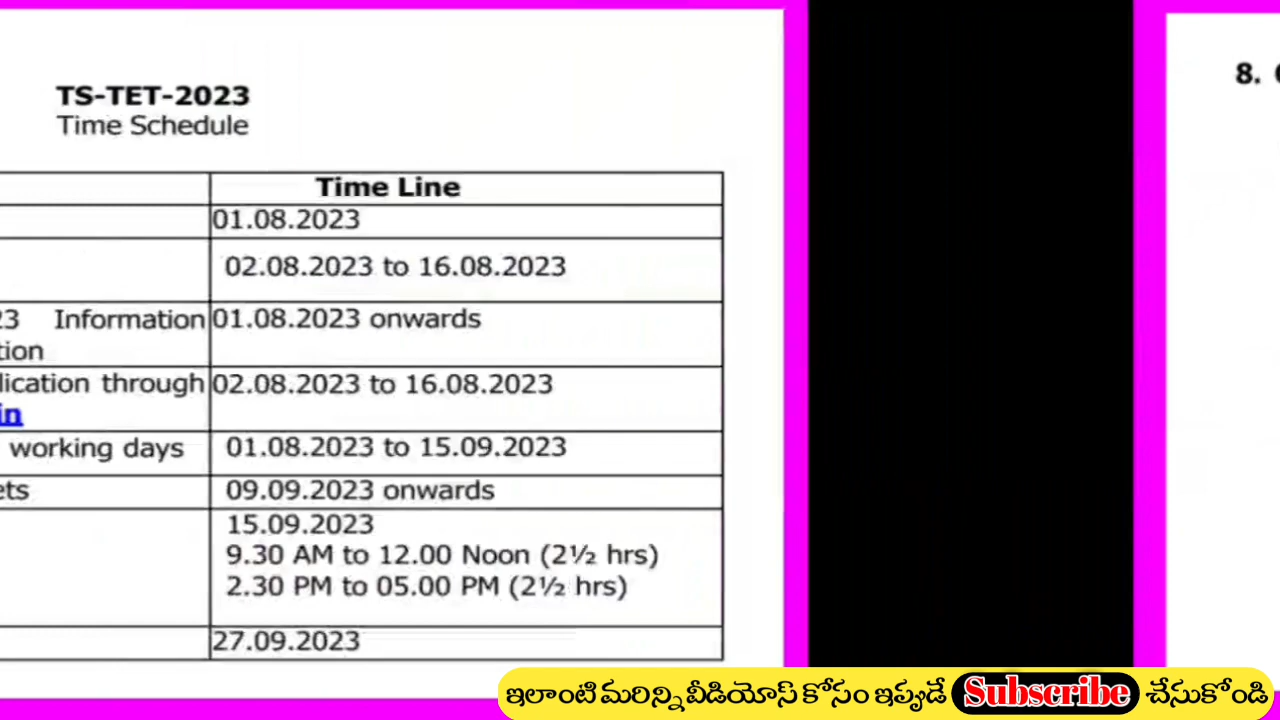 TS-TET-2023
Time Schedule
Time Line
01.08.2023
02.08.2023 to 16.08.2023
23 Information 01.08.2023 onwards
tion
lication through 02.08.2023 to 16.08.2023
in
working days 01.08.2023 to 15.09.2023
ets 09.09.2023 onwards
15.09.2023
9.30 AM to 12.00 Noon (2½ hrs)
2.30 PM to 05.00 PM (2½ hrs)
27.09.2023
8.
ఇలాంటి మరిన్ని వీడియోస్ కోసం ఇప్పుడే Subscribe చేసుకోండి